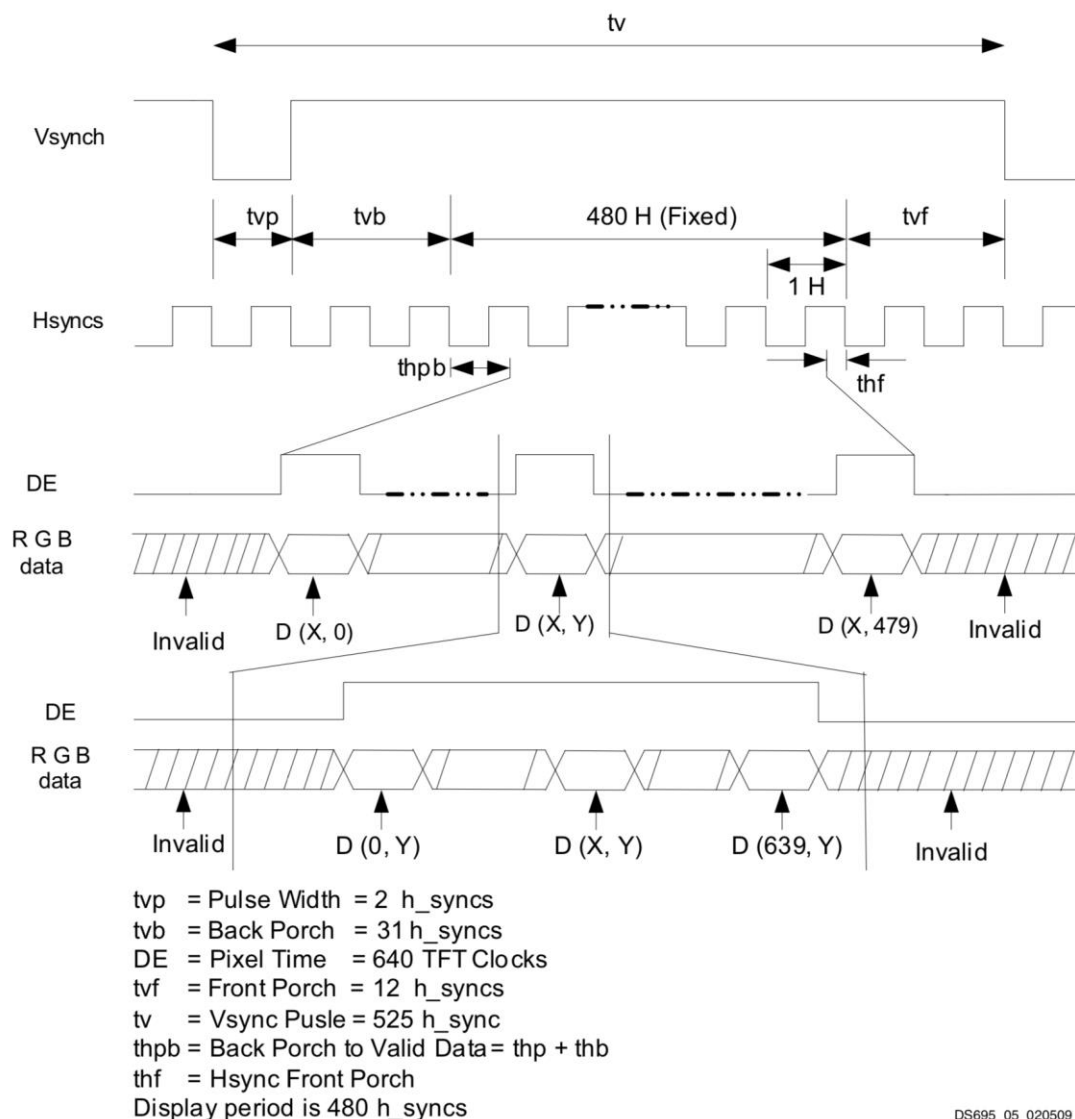 tv
Vsynch
tvp
tvb
480 H (Fixed)
tvf
1 H
Hsyncs
thpb
thf
DE
R G B
data
Invalid
D (X, 0)
D (X, Y)
D (X, 479)
Invalid
DE
R G B
data
Invalid
D (0, Y)
D (X, Y)
D (639, Y)
Invalid
tvp = Pulse Width = 2 h_syncs
tvb = Back Porch = 31 h_syncs
DE = Pixel Time = 640 TFT Clocks
tvf = Front Porch = 12 h_syncs
tv = Vsync Pusle = 525 h_sync
thpb = Back Porch to Valid Data = thp + thb
thf = Hsync Front Porch
Display period is 480 h_syncs
DS695_05_020509